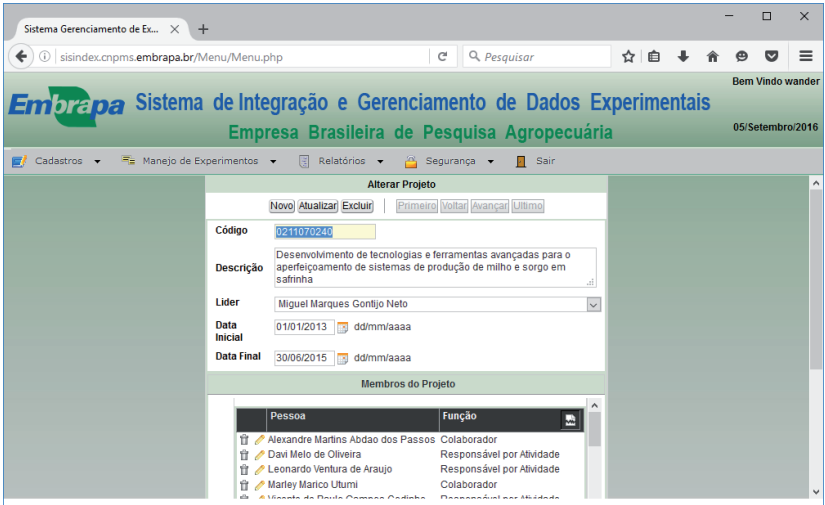 Sistema Gerenciamento de Ex...
sisindex.cnpms.embrapa.br/Menu/Menu.php
Pesquisar
Bem Vindo wander
Embrapa
Sistema de Integração e Gerenciamento de Dados Experimentais
Empresa Brasileira de Pesquisa Agropecuária
05/Setembro/2016
Cadastros Manejo de Experimentos Relatórios Segurança Sair
Alterar Projeto
Novo Atualizar Excluir Primeiro Voltar Avançar Ultimo
Código 0211070240
Descrição
Desenvolvimento de tecnologias e ferramentas avançadas para o
aperfeiçoamento de sistemas de produção de milho e sorgo em
safrinha
Lider Miguel Marques Gontijo Neto
Data Inicial 01/01/2013 dd/mm/aaaa
Data Final 30/06/2015 dd/mm/aaaa
Membros do Projeto
Pessoa Função
Alexandre Martins Abdao dos Passos Colaborador
Davi Melo de Oliveira Responsável por Atividade
Leonardo Ventura de Araujo Responsável por Atividade
Marley Marico Utumi Colaborador